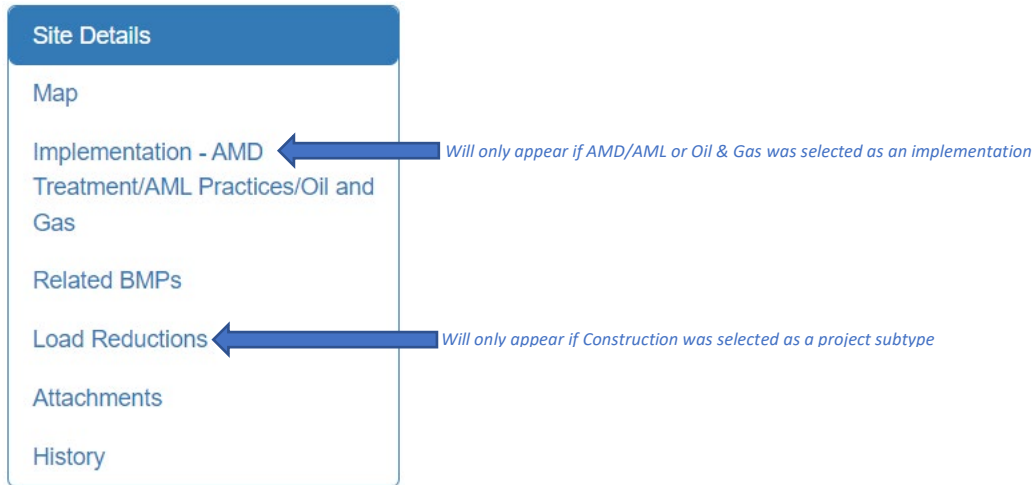 Site Details
Map
Implementation - AMD
Will only appear if AMD/AML or Oil & Gas was selected as an implementation
Treatment/AML Practices/Oil and
Gas
Related BMPs
Load Reductions
Will only appear if Construction was selected as a project subtype
Attachments
History